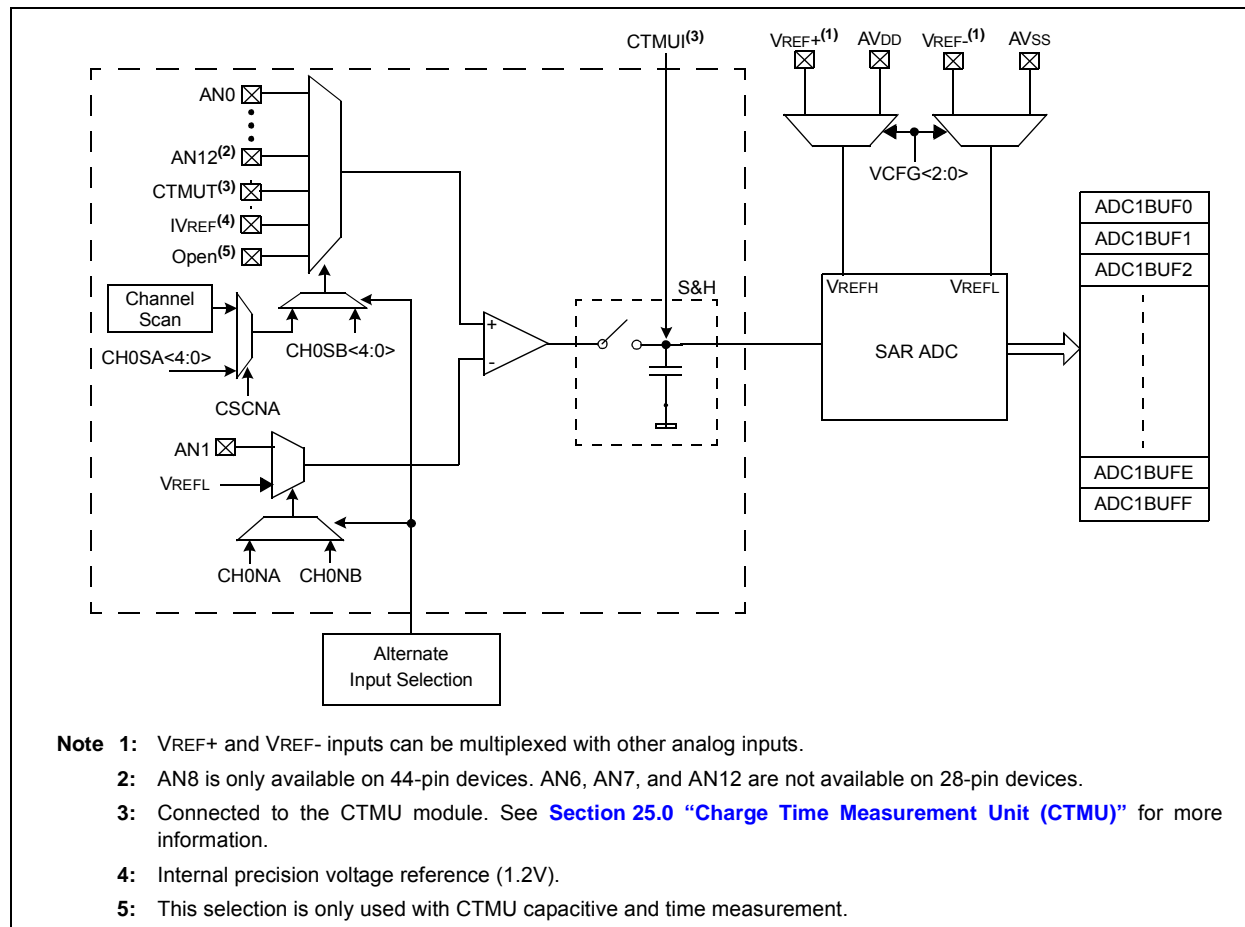 CTMUI(3)
VREF+(1) AVDD VREF-(1) AVSS
AN0
AN12(2)
CTMUT(3)
IVREF(4)
Open(5)
VCFG<2:0>
ADC1BUF0
ADC1BUF1
ADC1BUF2
ADC1BUFE
ADC1BUFF
Channel
Scan
CH0SA<4:0>
CH0SB<4:0>
CSCNA
+
-
S&H
VREFH VREFL
SAR ADC
AN1
VREFL
CH0NA CH0NB
Alternate
Input Selection
Note 1: VREF+ and VREF- inputs can be multiplexed with other analog inputs.
2: AN8 is only available on 44-pin devices. AN6, AN7, and AN12 are not available on 28-pin devices.
3: Connected to the CTMU module. See Section 25.0 “Charge Time Measurement Unit (CTMU)” for more
information.
4: Internal precision voltage reference (1.2V).
5: This selection is only used with CTMU capacitive and time measurement.